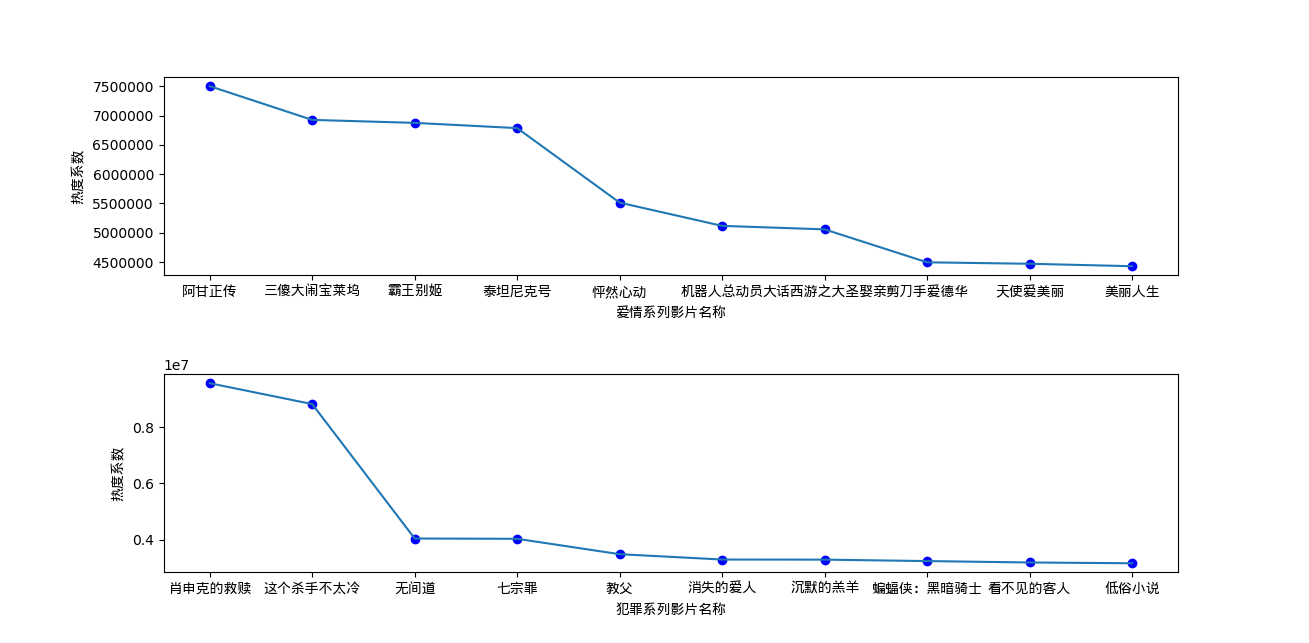 7500000
7000000
6500000
6000000
5500000
5000000
4500000
热度系数
阿甘正传 三傻大闹宝莱坞 霸王别姬 泰坦尼克号 怦然心动 机器人总动员大话西游之大圣娶亲剪刀手爱德华 天使爱美丽 美丽人生
爱情系列影片名称
1e7
0.8
0.6
0.4
热度系数
肖申克的救赎 这个杀手不太冷 无间道 七宗罪 教父 消失的爱人 沉默的羔羊 蝙蝠侠：黑暗骑士 看不见的客人 低俗小说
犯罪系列影片名称